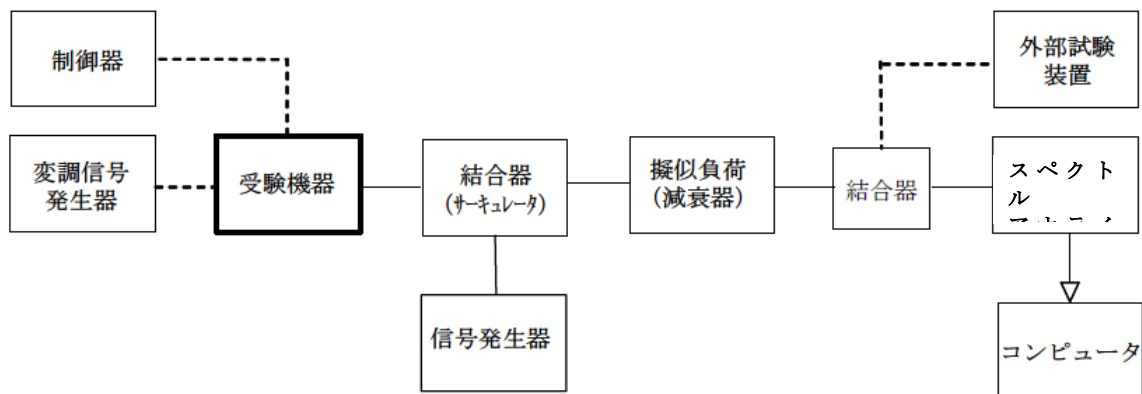 制御器
外部試験
装置
変調信号
発生器
受験機器
結合器
(サーキュレータ)
擬似負荷
(減衰器)
結合器
スペクト
ル
信号発生器
コンピュータ